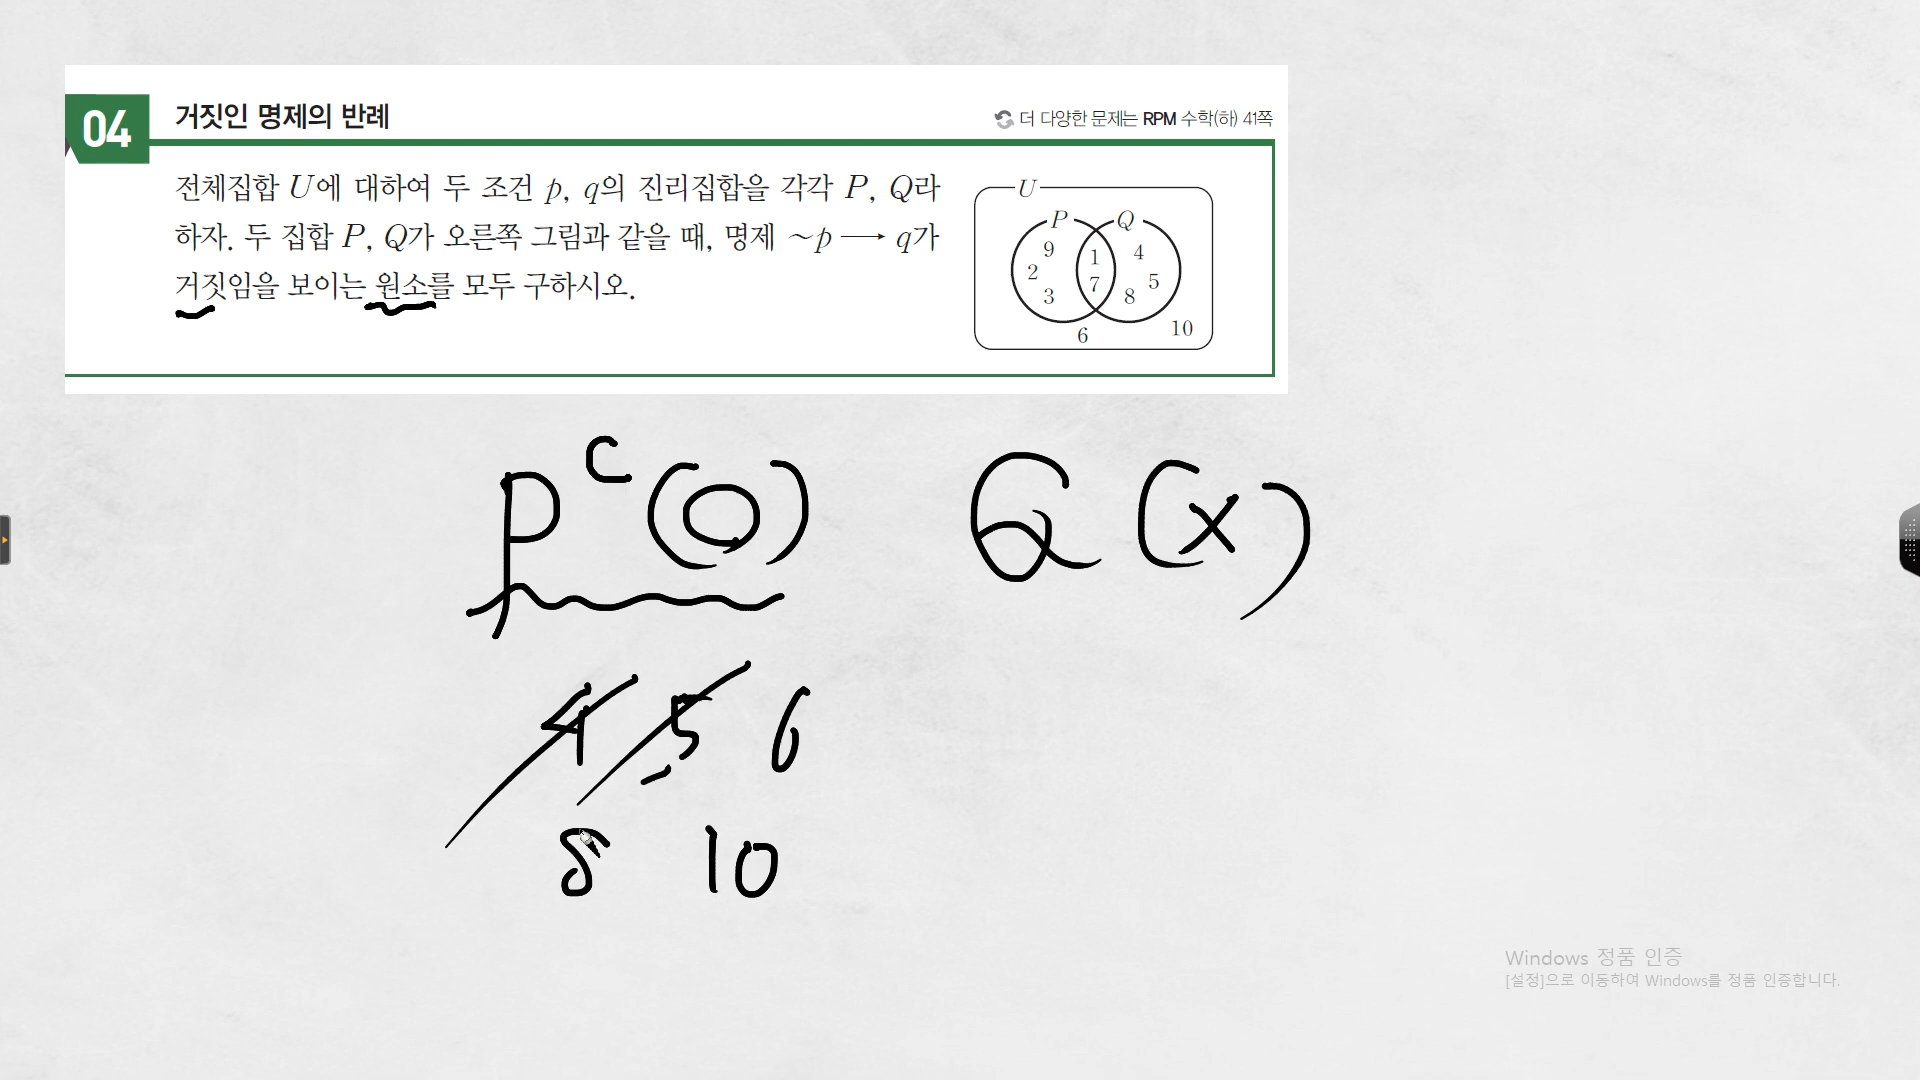 04 거짓인 명제의 반례
더 다양한 문제는 RPM 수학(하) 41쪽
전체집합 U에 대하여 두 조건 p, q의 진리집합을 각각 P, Q라
하자. 두 집합 P, Q가 오른쪽 그림과 같을 때, 명제 ~p → q가
거짓임을 보이는 원소를 모두 구하시오.
U
P Q
9 1 4
2 7 5
3 8
6 10
P^C (O) Q (X)
4 5 6
8 10
Windows 정품 인증
[설정]으로 이동하여 Windows를 정품 인증합니다.